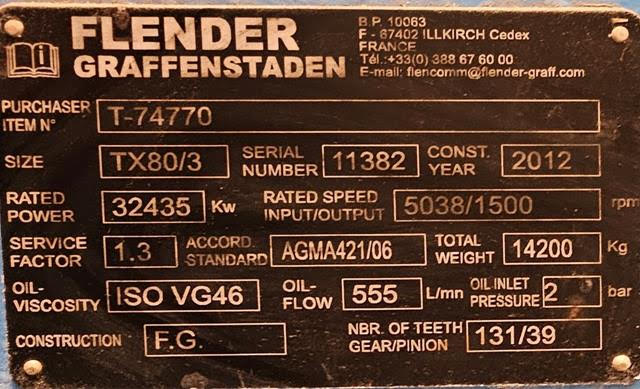 FLENDER
GRAFFENSTADEN
B.P. 10063
F - 67402 ILLKIRCH Cedex
FRANCE
Tél.:+33(0) 388 67 60 00
E-mail: flencomm@flender-graff.com
PURCHASER ITEM N° T-74770
SIZE TX80/3 SERIAL NUMBER 11382 CONST. YEAR 2012
RATED POWER 32435 Kw RATED SPEED INPUT/OUTPUT 5038/1500 rpm
SERVICE FACTOR 1.3 ACCORD. STANDARD AGMA421/06 TOTAL WEIGHT 14200 Kg
OIL-VISCOSITY ISO VG46 OIL-FLOW 555 L/mn OIL INLET PRESSURE 2 bar
CONSTRUCTION F.G. NBR. OF TEETH GEAR/PINION 131/39